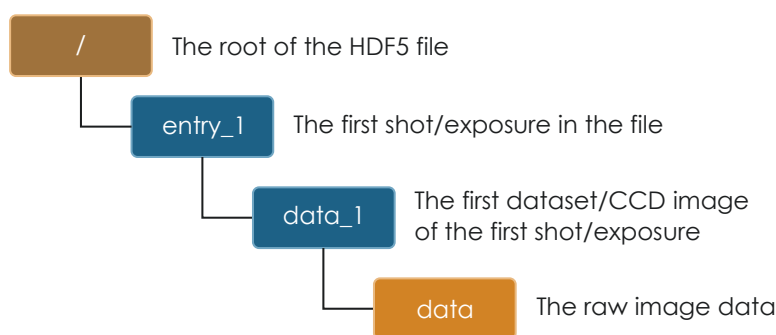 /
The root of the HDF5 file
entry_1
The first shot/exposure in the file
data_1
The first dataset/CCD image
of the first shot/exposure
data
The raw image data